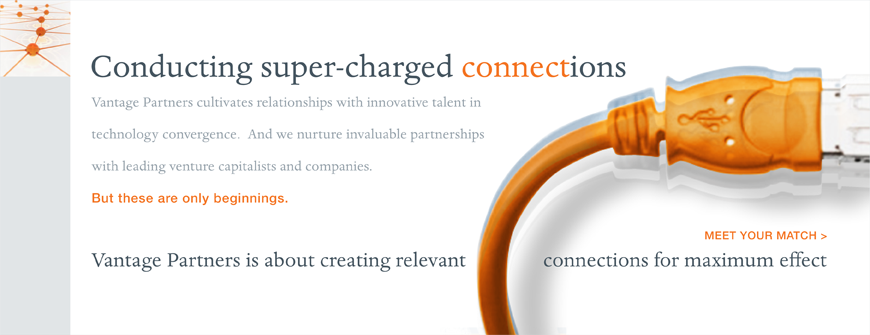 Conducting super-charged connections
Vantage Partners cultivates relationships with innovative talent in
technology convergence.  And we nurture invaluable partnerships
with leading venture capitalists and companies.
But these are only beginnings.
MEET YOUR MATCH >
Vantage Partners is about creating relevant connections for maximum effect